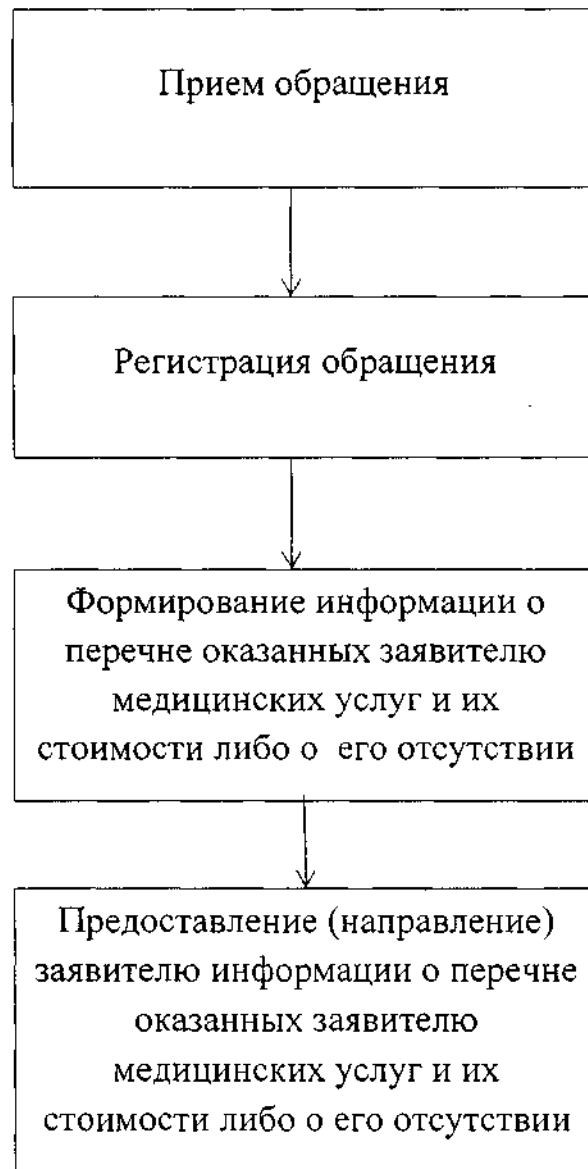 Прием обращения
Регистрация обращения
Формирование информации о
перечне оказанных заявителю
медицинских услуг и их
стоимости либо о его отсутствии
Предоставление (направление)
заявителю информации о перечне
оказанных заявителю
медицинских услуг и их
стоимости либо о его отсутствии